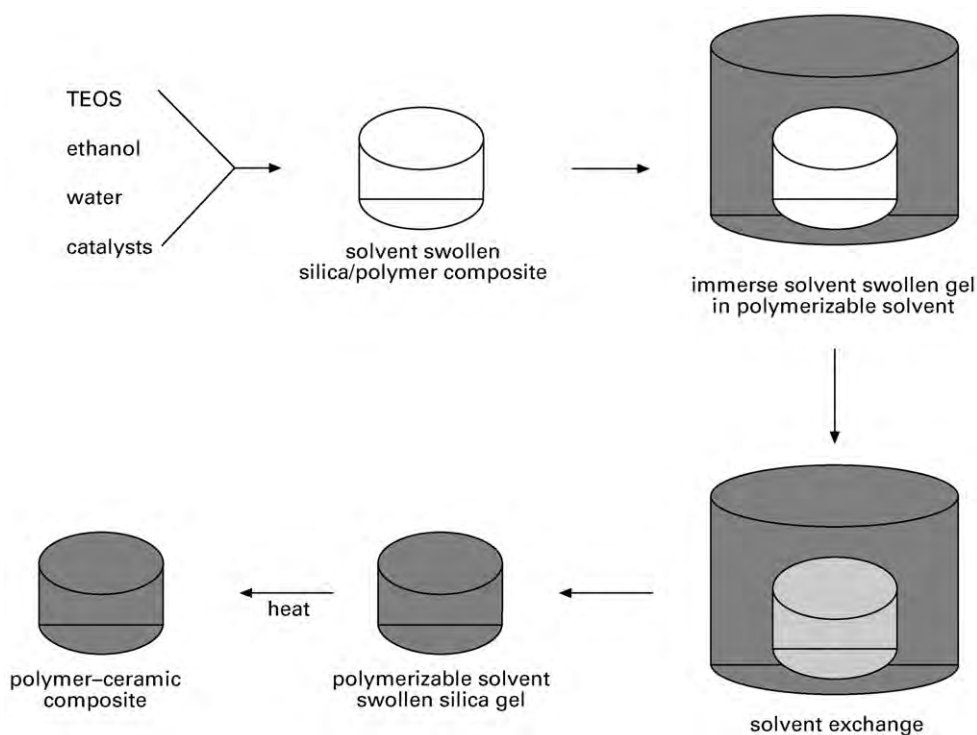 TEOS
ethanol
water
catalysts
solvent swollen
silica/polymer composite
immerse solvent swollen gel
in polymerizable solvent
solvent exchange
polymerizable solvent
swollen silica gel
heat
polymer–ceramic
composite